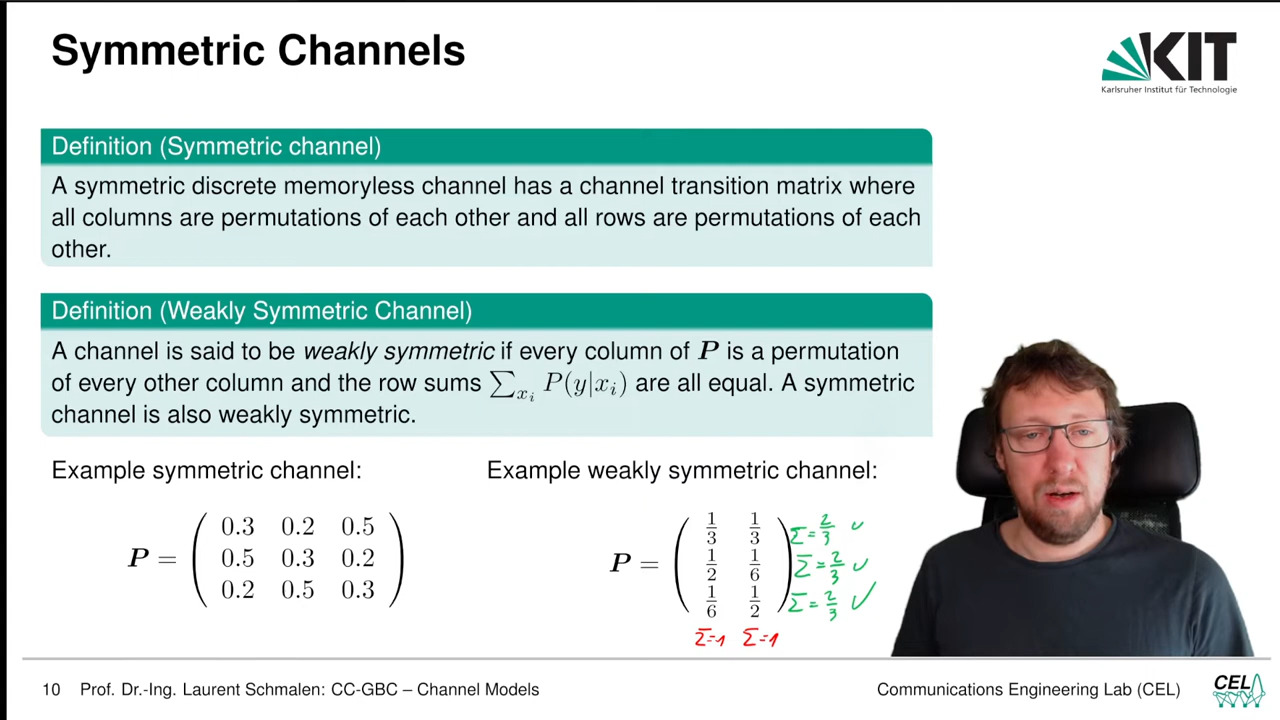 Symmetric Channels
KIT
Karlsruher Institut für Technologie
Definition (Symmetric channel)
A symmetric discrete memoryless channel has a channel transition matrix where
all columns are permutations of each other and all rows are permutations of each
other.
Definition (Weakly Symmetric Channel)
A channel is said to be weakly symmetric if every column of P is a permutation
of every other column and the row sums ∑_{x_i} P(y|x_i) are all equal. A symmetric
channel is also weakly symmetric.
Example symmetric channel:
P =
0.3 0.2 0.5
0.5 0.3 0.2
0.2 0.5 0.3
Example weakly symmetric channel:
P =
1/3 1/3 Σ=2/3 ✓
1/2 1/6 Σ=2/3 ✓
1/6 1/2 Σ=2/3 ✓
Σ=1 Σ=1
10 Prof. Dr.-Ing. Laurent Schmalen: CC-GBC – Channel Models
Communications Engineering Lab (CEL)
CEL